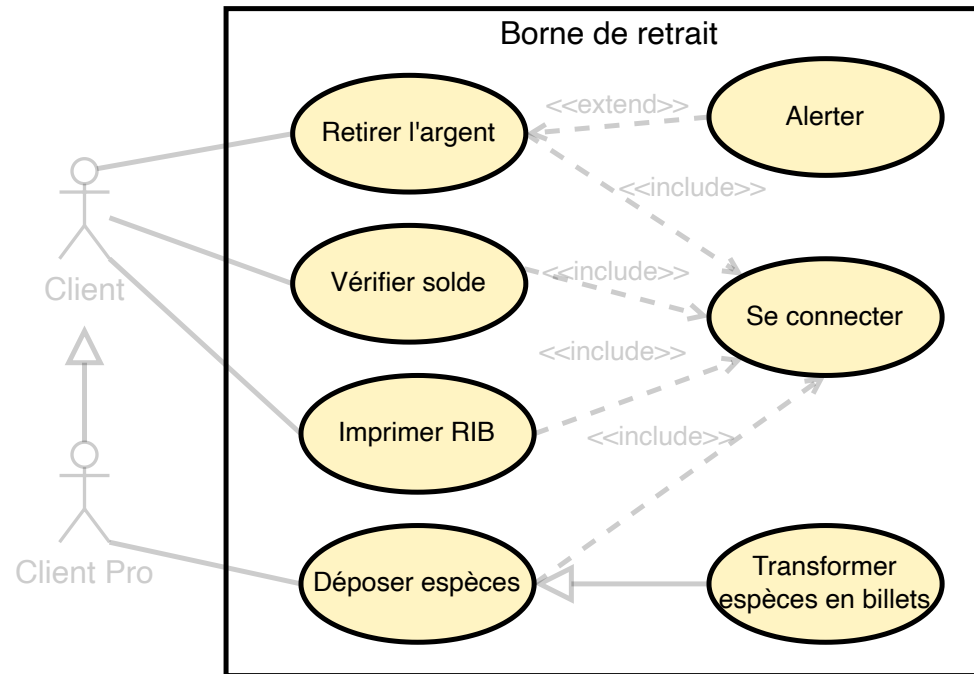 Borne de retrait
Retirer l'argent
<<extend>>
Alerter
<<include>>
Client
Vérifier solde
<<include>>
Se connecter
<<include>>
Imprimer RIB
<<include>>
Client Pro
Déposer espèces
Transformer
espèces en billets